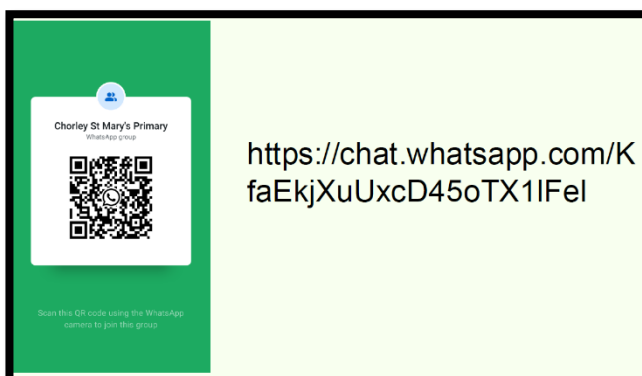 Chorley St Mary's Primary
WhatsApp group
Scan this QR code using the WhatsApp
camera to join this group
https://chat.whatsapp.com/K
faEkjXuUxcD45oTX1lFel